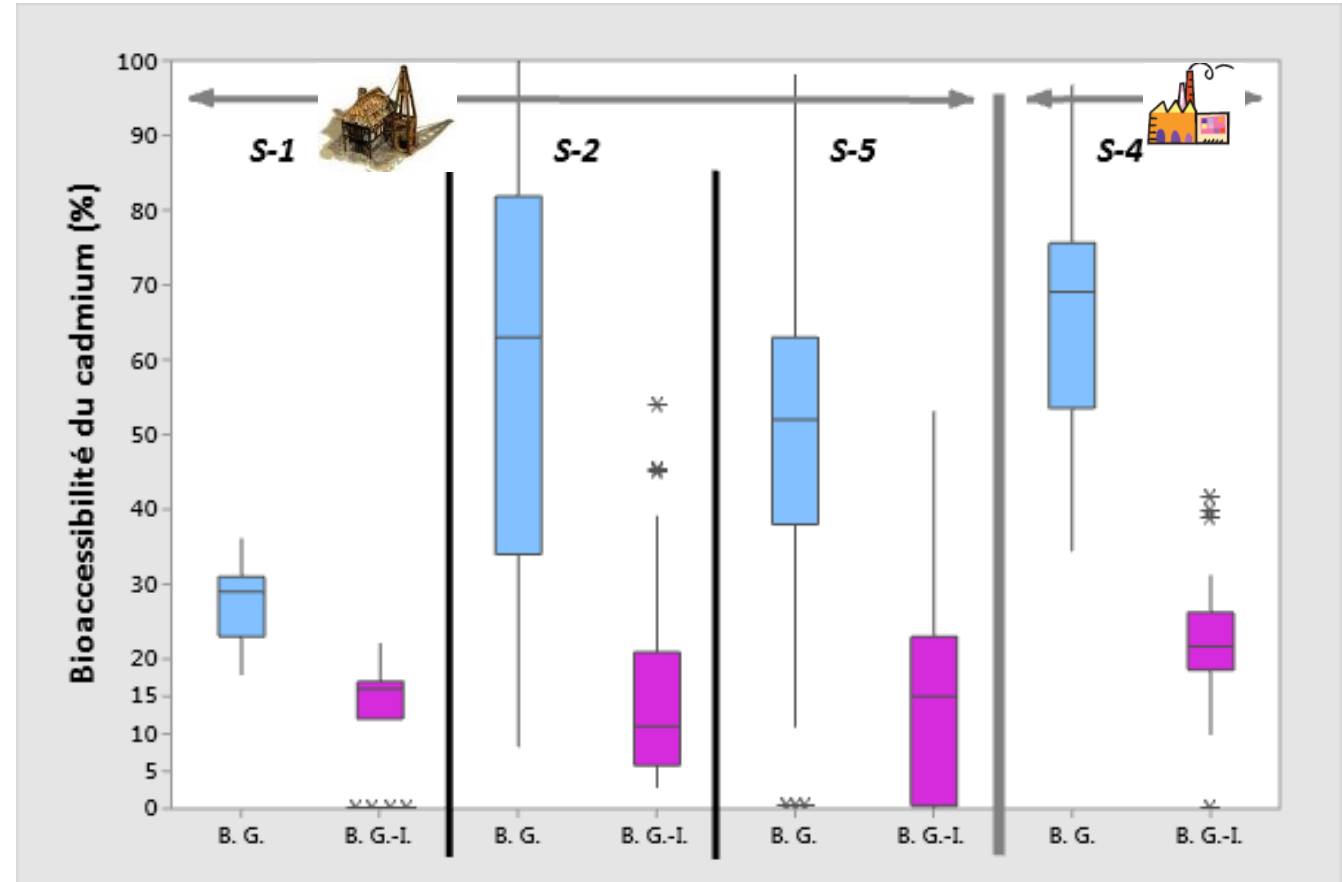 Bioaccessibilité du cadmium (%)
100
90
80
70
60
50
40
30
20
15
10
5
0
S-1
S-2
S-5
S-4
B. G.
B. G.-I.
B. G.
B. G.-I.
B. G.
B. G.-I.
B. G.
B. G.-I.